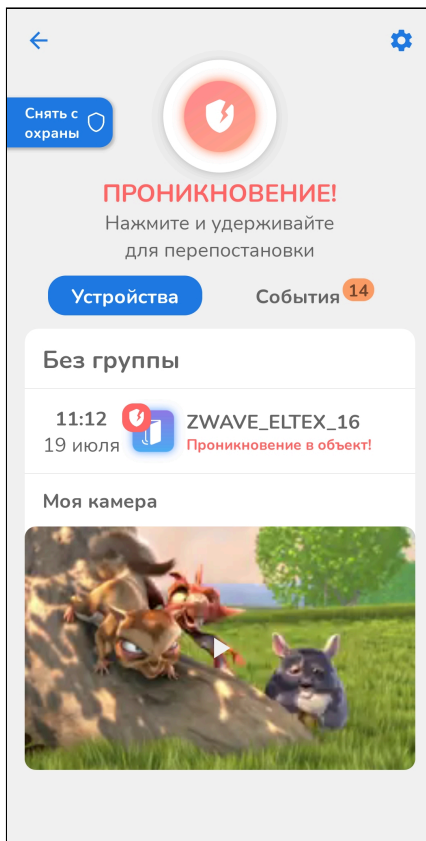 Снять с
охраны
ПРОНИКНОВЕНИЕ!
Нажмите и удерживайте
для перепостановки
Устройства
События 14
Без группы
11:12
19 июля
ZWAVE_ELTEX_16
Проникновение в объект!
Моя камера